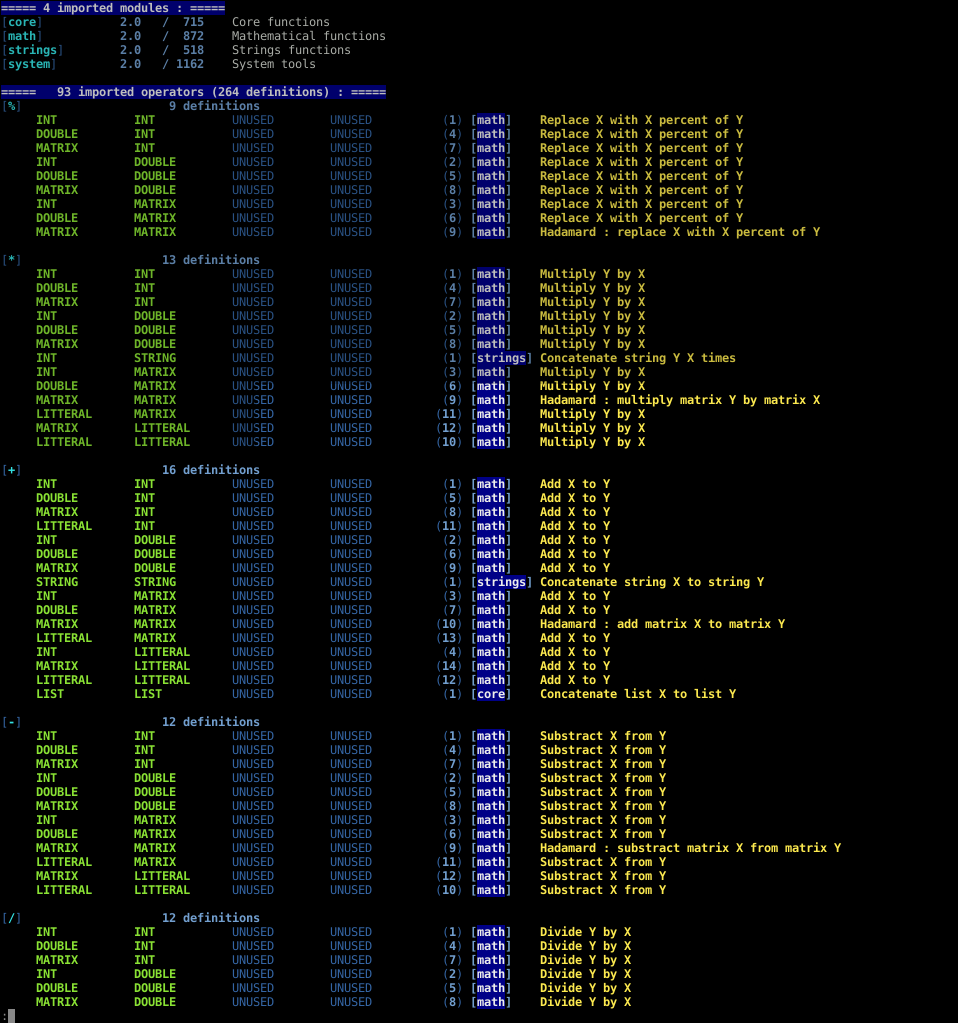 ===== 4 imported modules : =====
[core] 2.0 / 715 Core functions
[math] 2.0 / 872 Mathematical functions
[strings] 2.0 / 518 Strings functions
[system] 2.0 / 1162 System tools
===== 93 imported operators (264 definitions) : =====
[%] 9 definitions
INT INT UNUSED UNUSED (1) [math] Replace X with X percent of Y
DOUBLE INT UNUSED UNUSED (4) [math] Replace X with X percent of Y
MATRIX INT UNUSED UNUSED (7) [math] Replace X with X percent of Y
INT DOUBLE UNUSED UNUSED (2) [math] Replace X with X percent of Y
DOUBLE DOUBLE UNUSED UNUSED (5) [math] Replace X with X percent of Y
MATRIX DOUBLE UNUSED UNUSED (8) [math] Replace X with X percent of Y
INT MATRIX UNUSED UNUSED (3) [math] Replace X with X percent of Y
DOUBLE MATRIX UNUSED UNUSED (6) [math] Replace X with X percent of Y
MATRIX MATRIX UNUSED UNUSED (9) [math] Hadamard : replace X with X percent of Y
[*] 13 definitions
INT INT UNUSED UNUSED (1) [math] Multiply Y by X
DOUBLE INT UNUSED UNUSED (4) [math] Multiply Y by X
MATRIX INT UNUSED UNUSED (7) [math] Multiply Y by X
INT DOUBLE UNUSED UNUSED (2) [math] Multiply Y by X
DOUBLE DOUBLE UNUSED UNUSED (5) [math] Multiply Y by X
MATRIX DOUBLE UNUSED UNUSED (8) [math] Multiply Y by X
INT STRING UNUSED UNUSED (1) [strings] Concatenate string Y X times
INT MATRIX UNUSED UNUSED (3) [math] Multiply Y by X
DOUBLE MATRIX UNUSED UNUSED (6) [math] Multiply Y by X
MATRIX MATRIX UNUSED UNUSED (9) [math] Hadamard : multiply matrix Y by matrix X
LITTERAL MATRIX UNUSED UNUSED (11) [math] Multiply Y by X
MATRIX LITTERAL UNUSED UNUSED (12) [math] Multiply Y by X
LITTERAL LITTERAL UNUSED UNUSED (10) [math] Multiply Y by X
[+] 16 definitions
INT INT UNUSED UNUSED (1) [math] Add X to Y
DOUBLE INT UNUSED UNUSED (5) [math] Add X to Y
MATRIX INT UNUSED UNUSED (8) [math] Add X to Y
LITTERAL INT UNUSED UNUSED (11) [math] Add X to Y
INT DOUBLE UNUSED UNUSED (2) [math] Add X to Y
DOUBLE DOUBLE UNUSED UNUSED (6) [math] Add X to Y
MATRIX DOUBLE UNUSED UNUSED (9) [math] Add X to Y
STRING STRING UNUSED UNUSED (1) [strings] Concatenate string X to string Y
INT MATRIX UNUSED UNUSED (3) [math] Add X to Y
DOUBLE MATRIX UNUSED UNUSED (7) [math] Add X to Y
MATRIX MATRIX UNUSED UNUSED (10) [math] Hadamard : add matrix X to matrix Y
LITTERAL MATRIX UNUSED UNUSED (13) [math] Add X to Y
INT LITTERAL UNUSED UNUSED (4) [math] Add X to Y
MATRIX LITTERAL UNUSED UNUSED (14) [math] Add X to Y
LITTERAL LITTERAL UNUSED UNUSED (12) [math] Add X to Y
LIST LIST UNUSED UNUSED (1) [core] Concatenate list X to list Y
[-] 12 definitions
INT INT UNUSED UNUSED (1) [math] Substract X from Y
DOUBLE INT UNUSED UNUSED (4) [math] Substract X from Y
MATRIX INT UNUSED UNUSED (7) [math] Substract X from Y
INT DOUBLE UNUSED UNUSED (2) [math] Substract X from Y
DOUBLE DOUBLE UNUSED UNUSED (5) [math] Substract X from Y
MATRIX DOUBLE UNUSED UNUSED (8) [math] Substract X from Y
INT MATRIX UNUSED UNUSED (3) [math] Substract X from Y
DOUBLE MATRIX UNUSED UNUSED (6) [math] Substract X from Y
MATRIX MATRIX UNUSED UNUSED (9) [math] Hadamard : substract matrix X from matrix Y
LITTERAL MATRIX UNUSED UNUSED (11) [math] Substract X from Y
MATRIX LITTERAL UNUSED UNUSED (12) [math] Substract X from Y
LITTERAL LITTERAL UNUSED UNUSED (10) [math] Substract X from Y
[/] 12 definitions
INT INT UNUSED UNUSED (1) [math] Divide Y by X
DOUBLE INT UNUSED UNUSED (4) [math] Divide Y by X
MATRIX INT UNUSED UNUSED (7) [math] Divide Y by X
INT DOUBLE UNUSED UNUSED (2) [math] Divide Y by X
DOUBLE DOUBLE UNUSED UNUSED (5) [math] Divide Y by X
MATRIX DOUBLE UNUSED UNUSED (8) [math] Divide Y by X
: